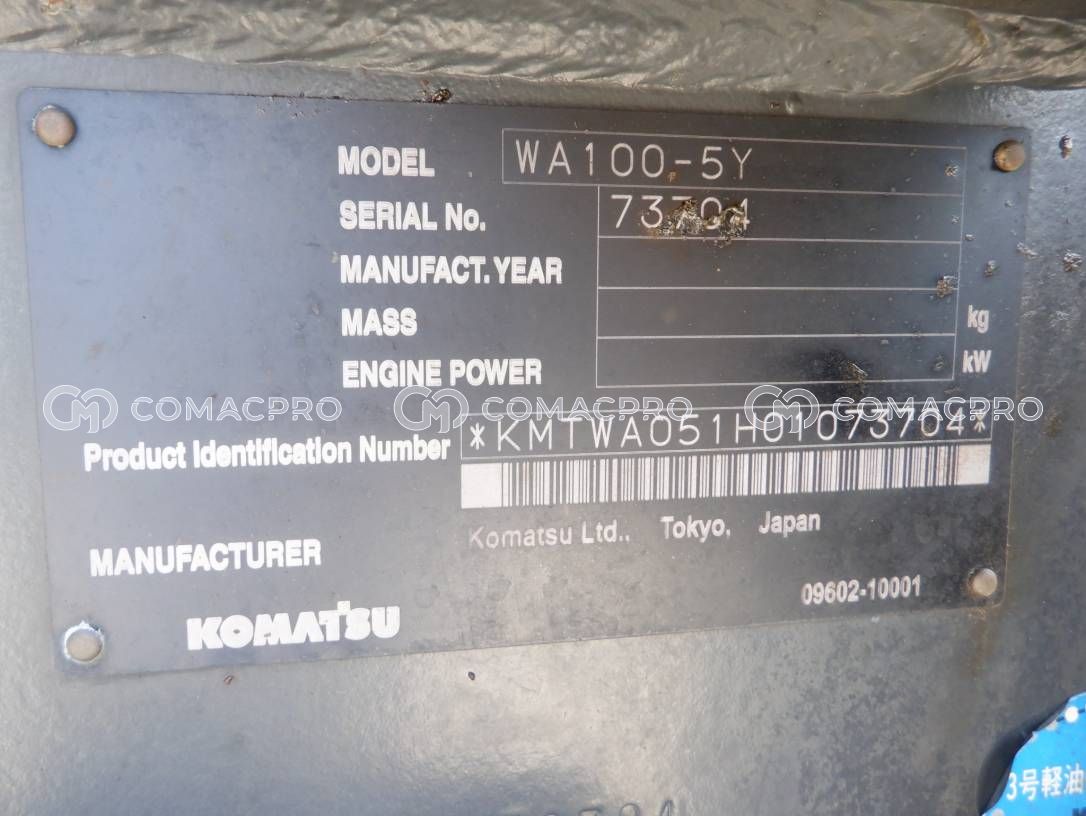 MODEL WA100-5Y
SERIAL No. 73704
MANUFACT. YEAR
MASS kg
ENGINE POWER kW
COMACPRO COMACPRO COMACPRO
Product Identification Number *KMTWA051H01073704*
MANUFACTURER Komatsu Ltd., Tokyo, Japan
09602-10001
KOMATSU
3号軽油